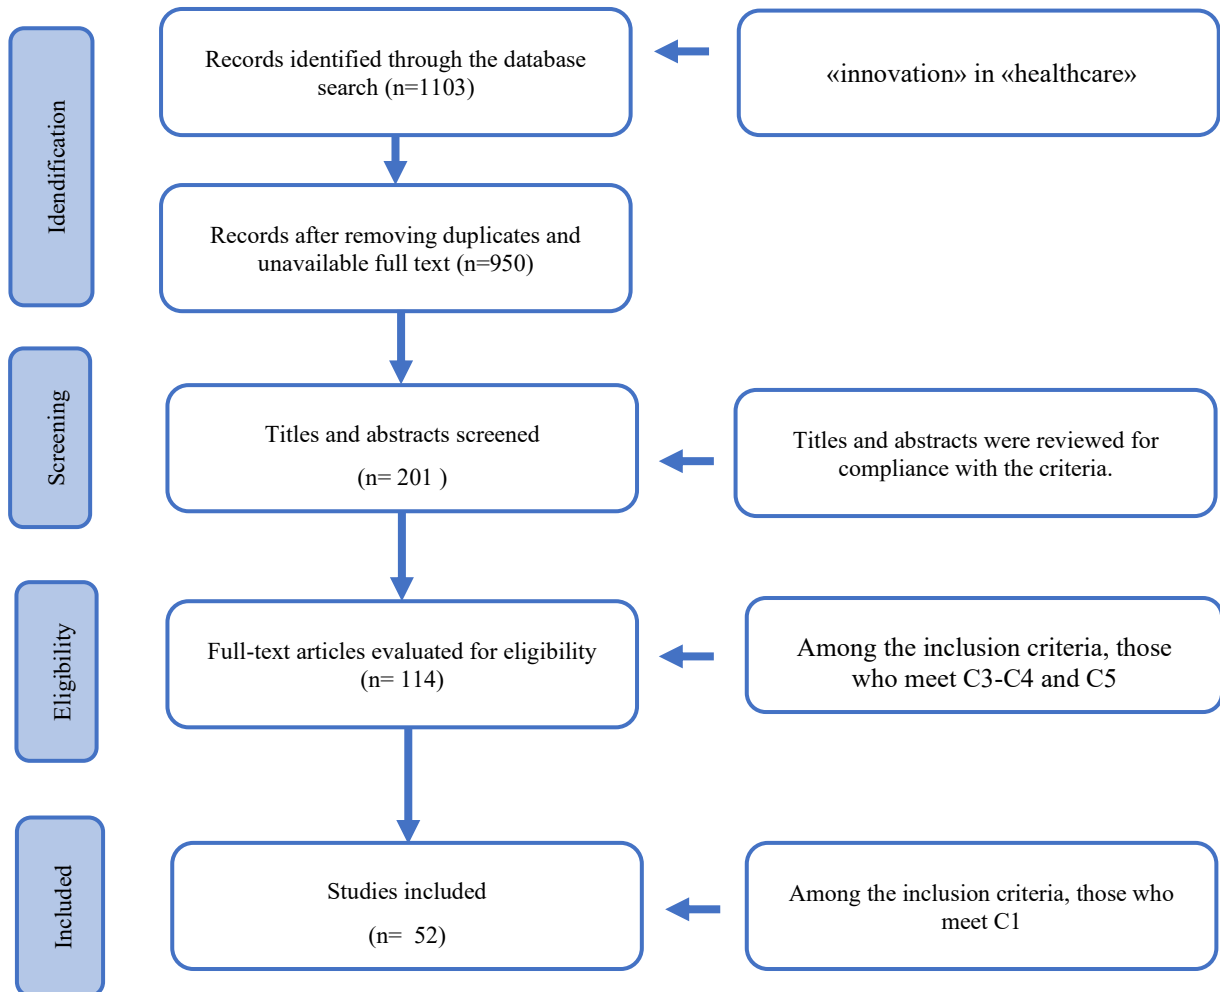 Idendification
Records identified through the database
search (n=1103)
«innovation» in «healthcare»
Records after removing duplicates and
unavailable full text (n=950)
Screening
Titles and abstracts screened
(n= 201 )
Titles and abstracts were reviewed for
compliance with the criteria.
Eligibility
Full-text articles evaluated for eligibility
(n= 114)
Among the inclusion criteria, those
who meet C3-C4 and C5
Included
Studies included
(n=  52)
Among the inclusion criteria, those who
meet C1